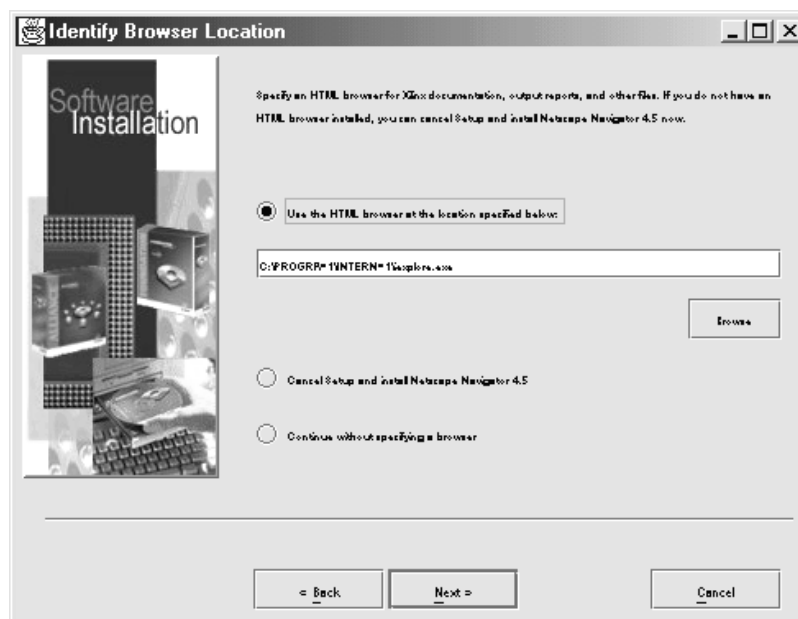 Identify Browser Location
Software
Installation
Specify an HTML browser for Xilinx documentation, output reports, and other files. If you do not have an
HTML browser installed, you can cancel Setup and install Netscape Navigator 4.5 now.
Use the HTML browser at the location specified below:
C:\PROGRA~1\INTERN~1\iexplore.exe
Browse
Cancel Setup and install Netscape Navigator 4.5
Continue without specifying a browser
ALLIANCE
< Back
Next >
Cancel